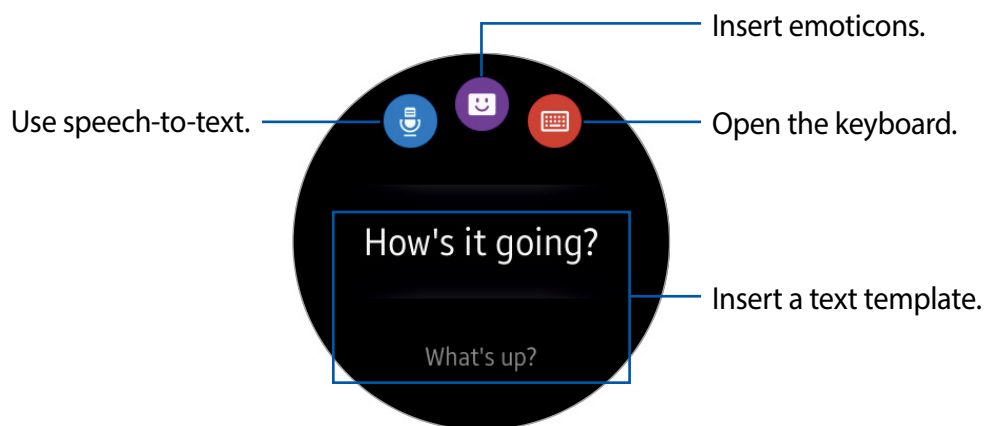 Insert emoticons.
Use speech-to-text.
Open the keyboard.
How's it going?
Insert a text template.
What's up?